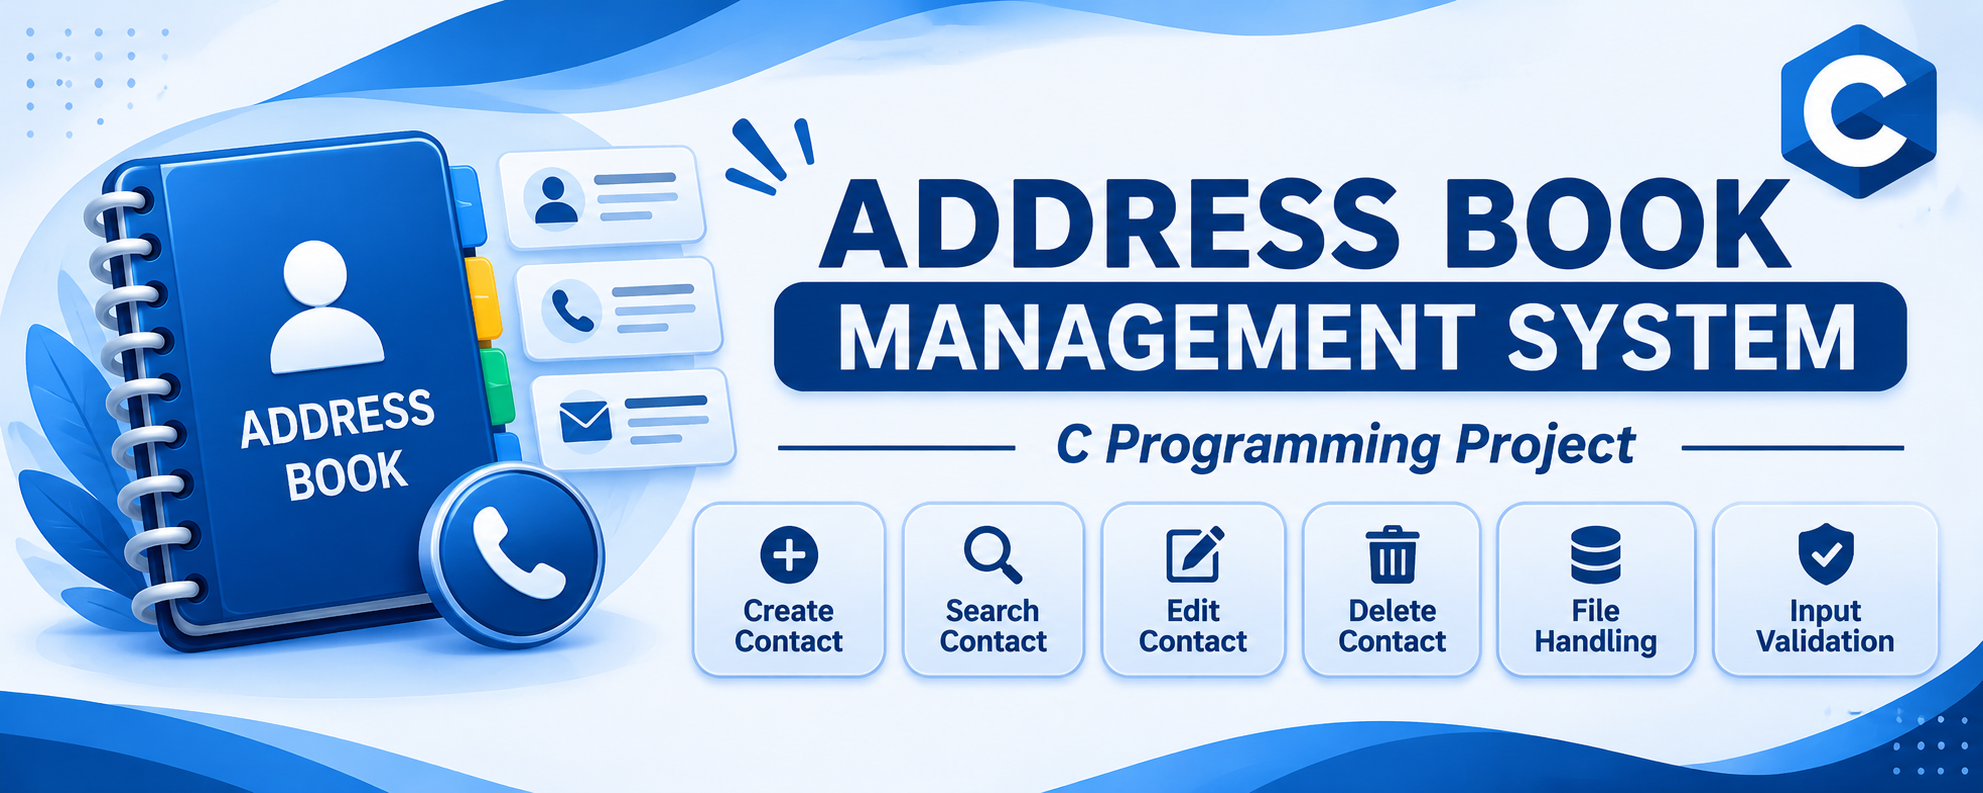 ADDRESS
BOOK
C
ADDRESS BOOK
MANAGEMENT SYSTEM
C Programming Project
Create
Contact
Search
Contact
Edit
Contact
Delete
Contact
File
Handling
Input
Validation